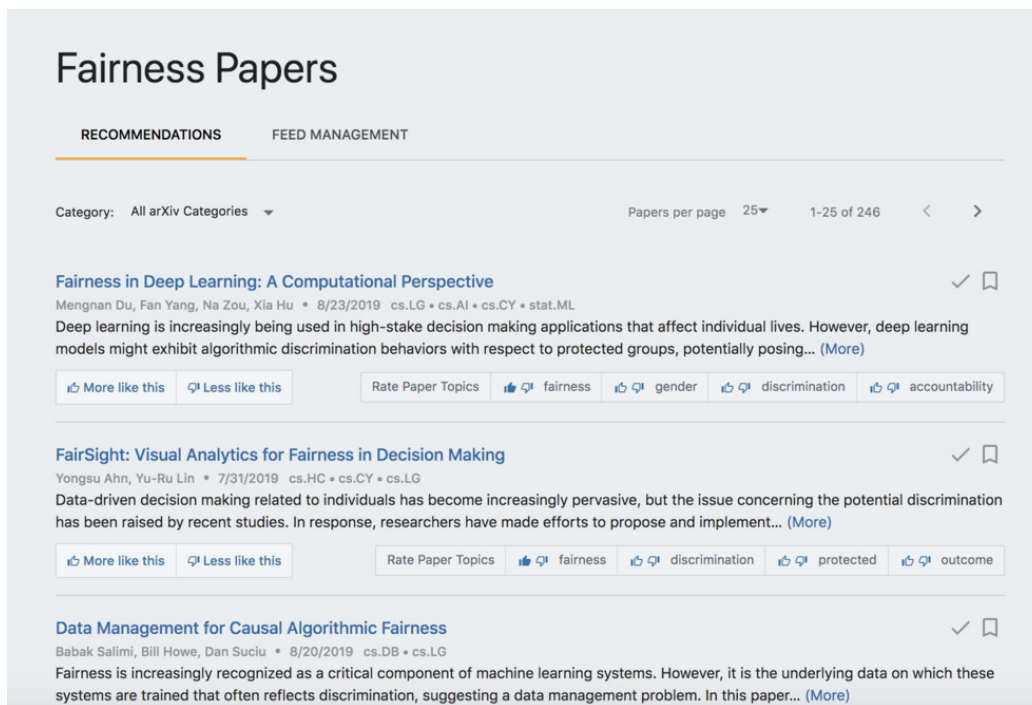 Fairness Papers
RECOMMENDATIONS FEED MANAGEMENT
Category: All arXiv Categories Papers per page 25 1-25 of 246
Fairness in Deep Learning: A Computational Perspective
Mengnan Du, Fan Yang, Na Zou, Xia Hu • 8/23/2019 cs.LG • cs.AI • cs.CY • stat.ML
Deep learning is increasingly being used in high-stake decision making applications that affect individual lives. However, deep learning
models might exhibit algorithmic discrimination behaviors with respect to protected groups, potentially posing... (More)
More like this Less like this Rate Paper Topics fairness gender discrimination accountability
FairSight: Visual Analytics for Fairness in Decision Making
Yongsu Ahn, Yu-Ru Lin • 7/31/2019 cs.HC • cs.CY • cs.LG
Data-driven decision making related to individuals has become increasingly pervasive, but the issue concerning the potential discrimination
has been raised by recent studies. In response, researchers have made efforts to propose and implement... (More)
More like this Less like this Rate Paper Topics fairness discrimination protected outcome
Data Management for Causal Algorithmic Fairness
Babak Salimi, Bill Howe, Dan Suciu • 8/20/2019 cs.DB • cs.LG
Fairness is increasingly recognized as a critical component of machine learning systems. However, it is the underlying data on which these
systems are trained that often reflects discrimination, suggesting a data management problem. In this paper... (More)